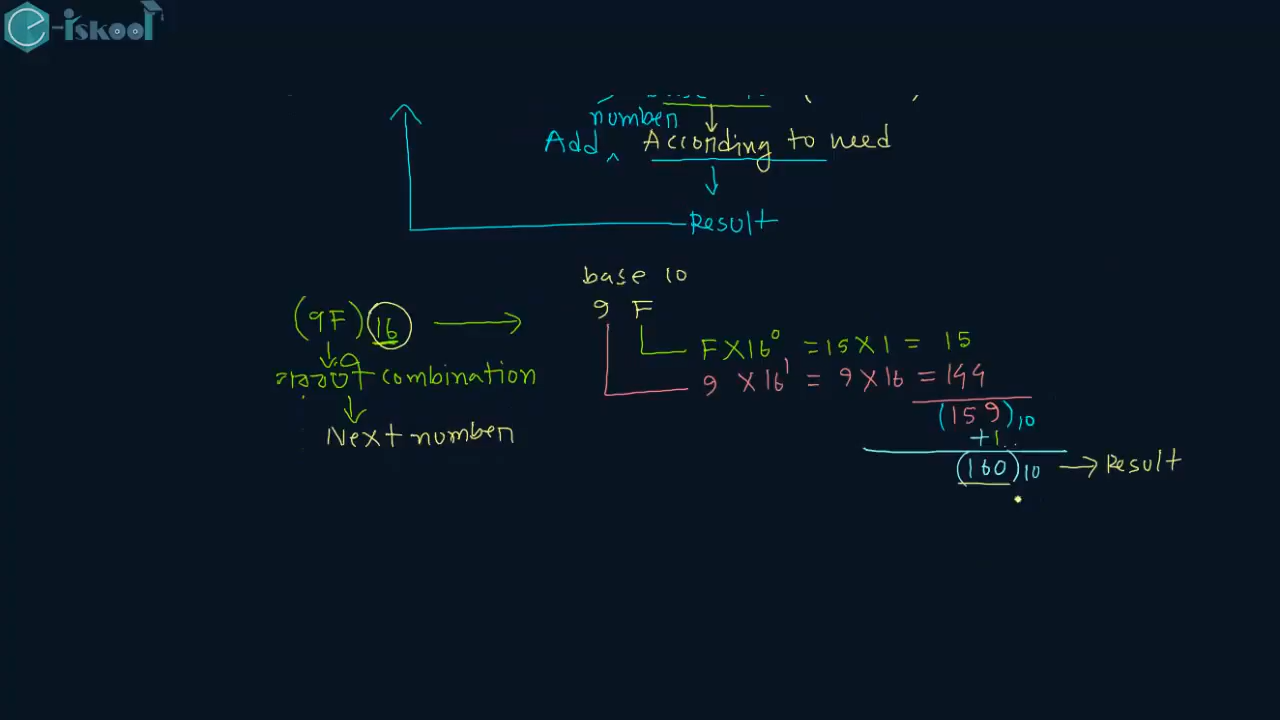 e-iskool
number
Add ^ According to need
Result
base 10
(9F)16
9 F
F X 16⁰ = 15 X 1 = 15
combination
9 X 16¹ = 9 X 16 = 144
(159)10
Next number
+1
(160)10 → Result